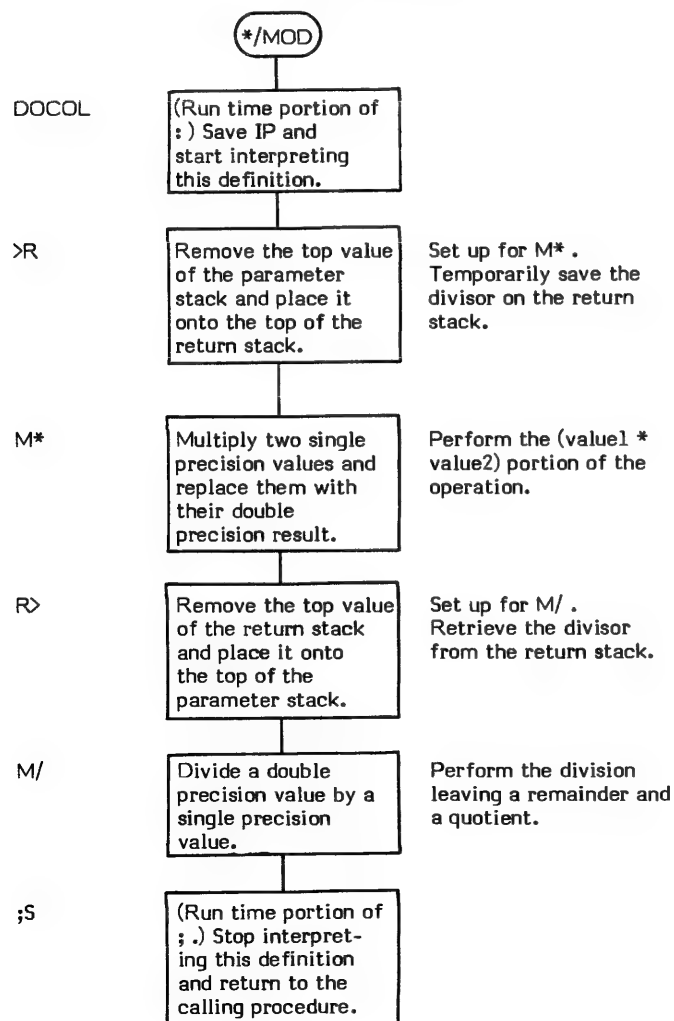 */MOD
DOCOL
(Run time portion of
: ) Save IP and
start interpreting
this definition.
>R
Remove the top value
of the parameter
stack and place it
onto the top of the
return stack.
Set up for M* .
Temporarily save the
divisor on the return
stack.
M*
Multiply two single
precision values and
replace them with
their double
precision result.
Perform the (value1 *
value2) portion of the
operation.
R>
Remove the top value
of the return stack
and place it onto
the top of the
parameter stack.
Set up for M/ .
Retrieve the divisor
from the return stack.
M/
Divide a double
precision value by a
single precision
value.
Perform the division
leaving a remainder and
a quotient.
;S
(Run time portion of
; .) Stop interpret-
ing this definition
and return to the
calling procedure.